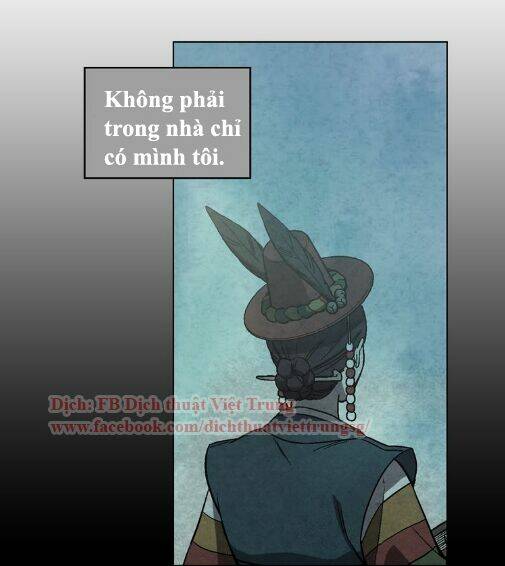 Không phải
trong nhà chỉ
có mình tôi.
Dịch: FB Dịch thuật Việt Trung
www.facebook.com/dichthuatviettrung.g/